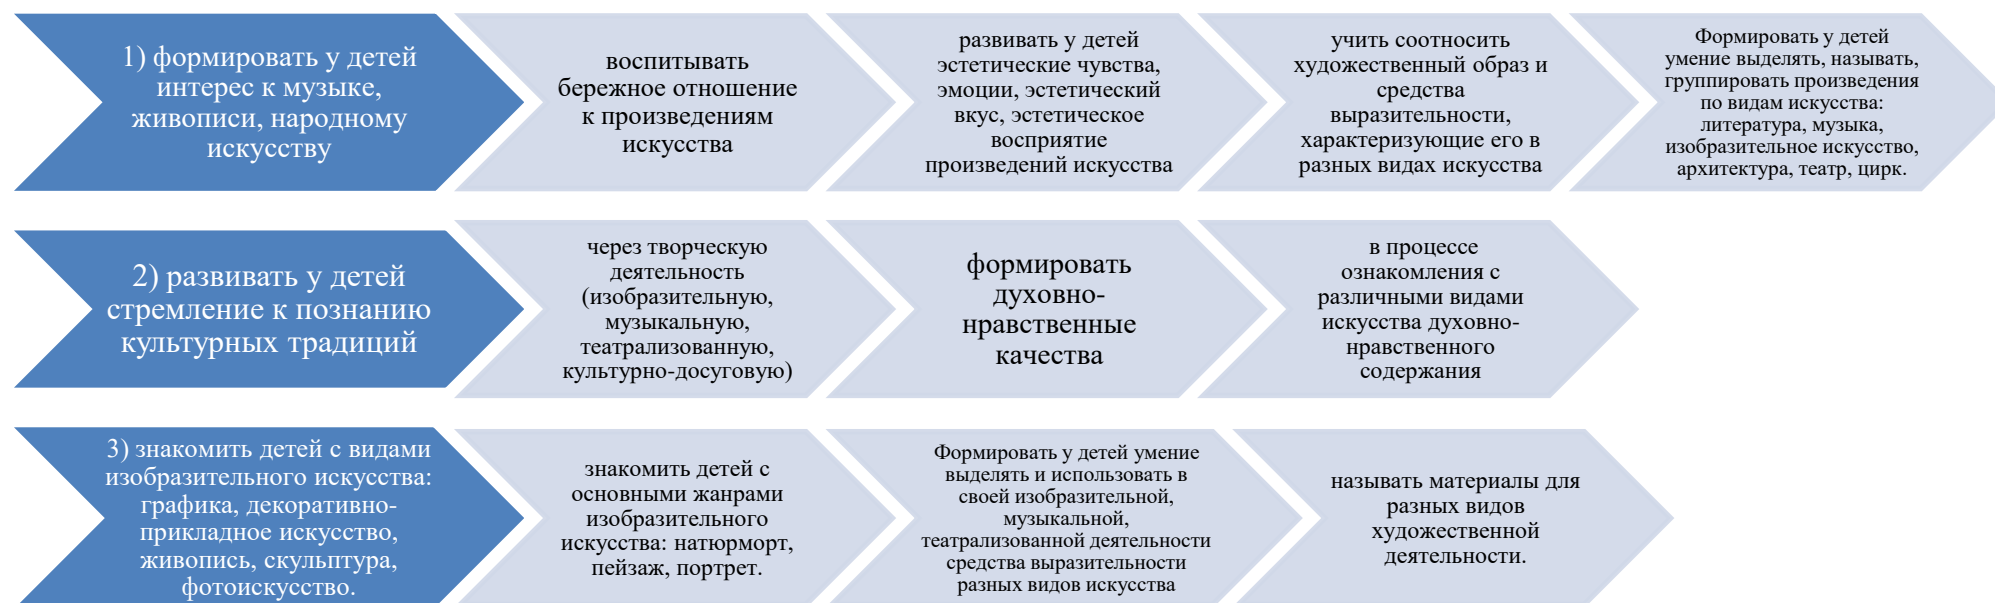 1) формировать у детей
интерес к музыке,
живописи, народному
искусству
воспитывать
бережное отношение
к произведениям
искусства
развивать у детей
эстетические чувства,
эмоции, эстетический
вкус, эстетическое
восприятие
произведений искусства
учить соотносить
художественный образ и
средства
выразительности,
характеризующие его в
разных видах искусства
Формировать у детей
умение выделять, называть,
группировать произведения
по видам искусства:
литература, музыка,
изобразительное искусство,
архитектура, театр, цирк.
2) развивать у детей
стремление к познанию
культурных традиций
через творческую
деятельность
(изобразительную,
музыкальную,
театрализованную,
культурно-досуговую)
формировать
духовно-
нравственные
качества
в процессе
ознакомления с
различными видами
искусства духовно-
нравственного
содержания
3) знакомить детей с видами
изобразительного искусства:
графика, декоративно-
прикладное искусство,
живопись, скульптура,
фотоискусство.
знакомить детей с
основными жанрами
изобразительного
искусства: натюрморт,
пейзаж, портрет.
Формировать у детей умение
выделять и использовать в
своей изобразительной,
музыкальной,
театрализованной деятельности
средства выразительности
разных видов искусства
называть материалы для
разных видов
художественной
деятельности.